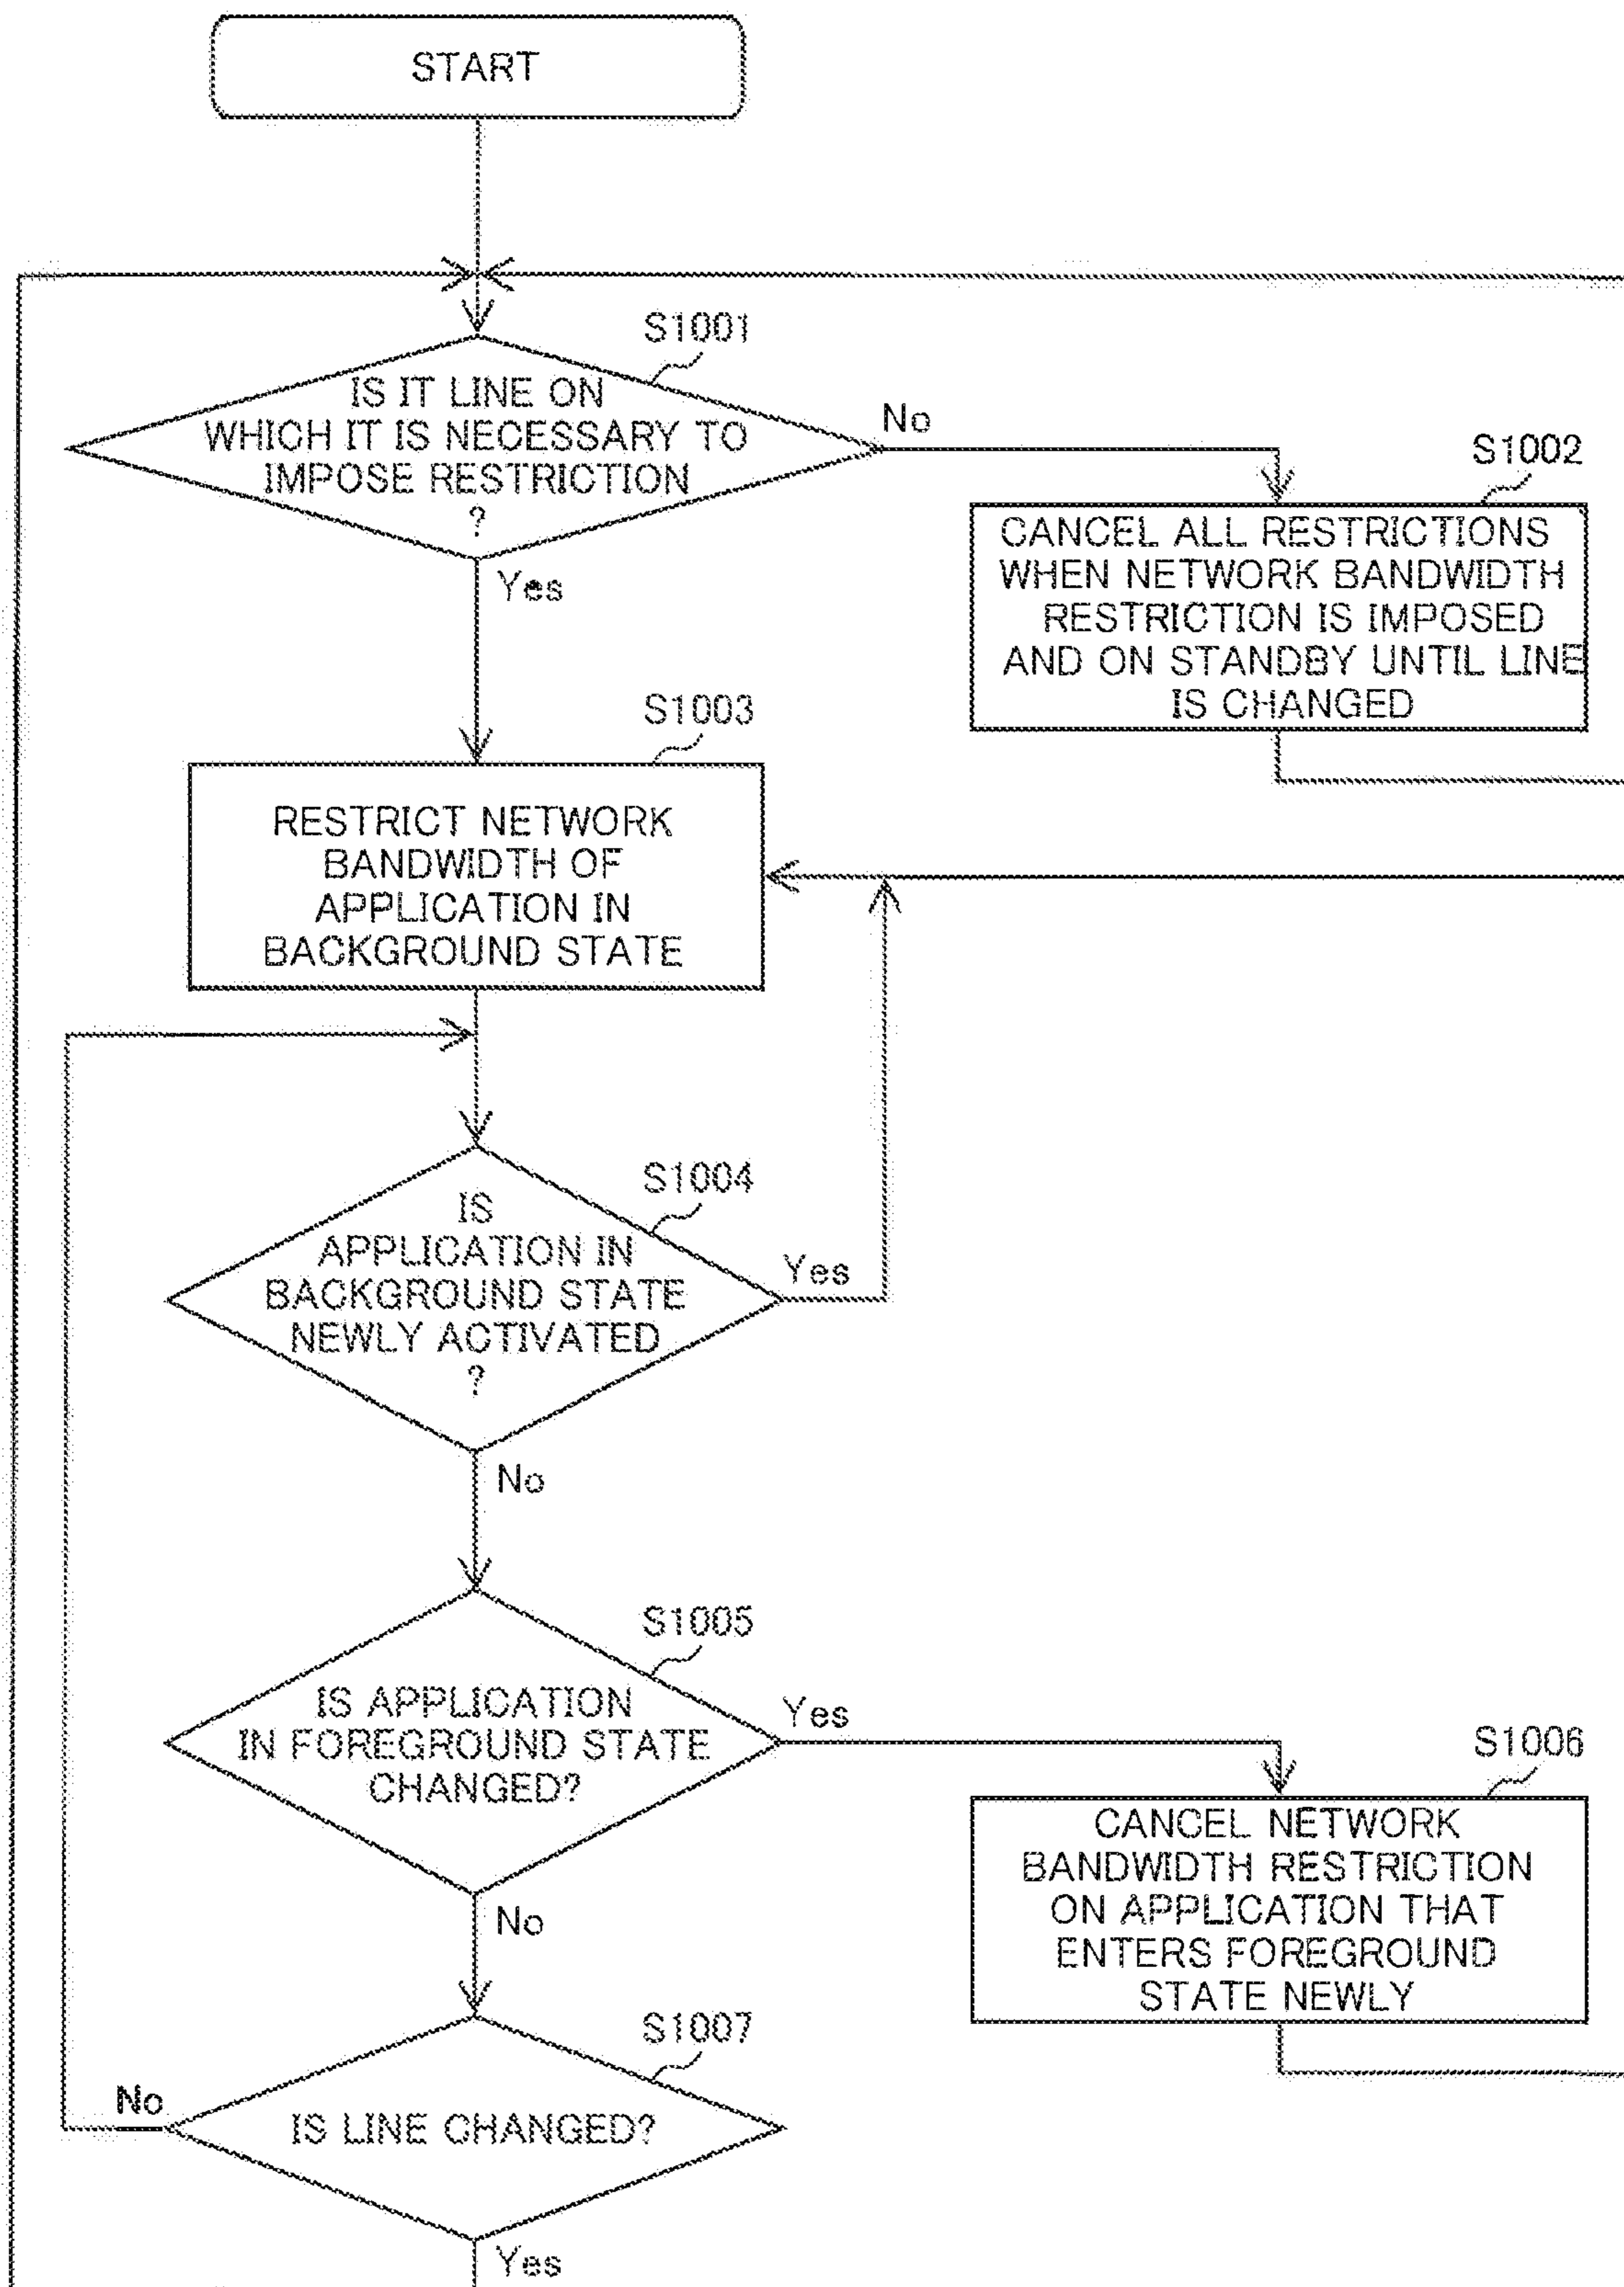 START
S1001
IS IT LINE ON
WHICH IT IS NECESSARY TO
IMPOSE RESTRICTION
?
No
Yes
S1002
CANCEL ALL RESTRICTIONS
WHEN NETWORK BANDWIDTH
RESTRICTION IS IMPOSED
AND ON STANDBY UNTIL LINE
IS CHANGED
S1003
RESTRICT NETWORK
BANDWIDTH OF
APPLICATION IN
BACKGROUND STATE
S1004
IS
APPLICATION IN
BACKGROUND STATE
NEWLY ACTIVATED
?
Yes
No
S1005
IS APPLICATION
IN FOREGROUND STATE
CHANGED?
Yes
No
S1006
CANCEL NETWORK
BANDWIDTH RESTRICTION
ON APPLICATION THAT
ENTERS FOREGROUND
STATE NEWLY
S1007
IS LINE CHANGED?
No
Yes